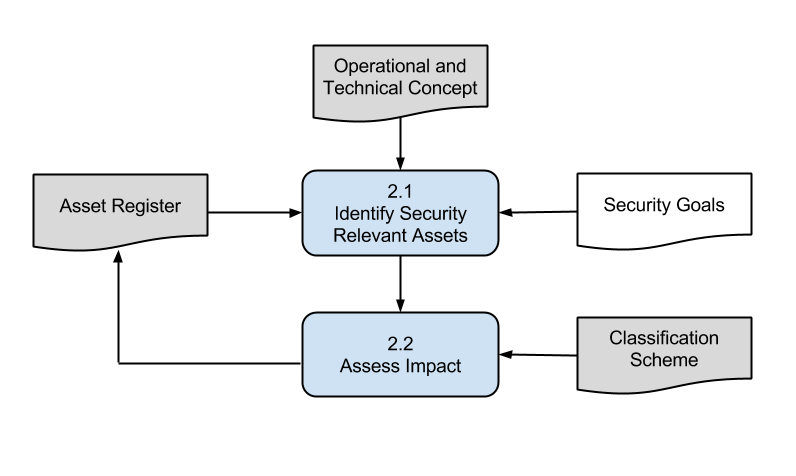 Operational and
Technical Concept
Asset Register
2.1
Identify Security
Relevant Assets
Security Goals
2.2
Assess Impact
Classification
Scheme